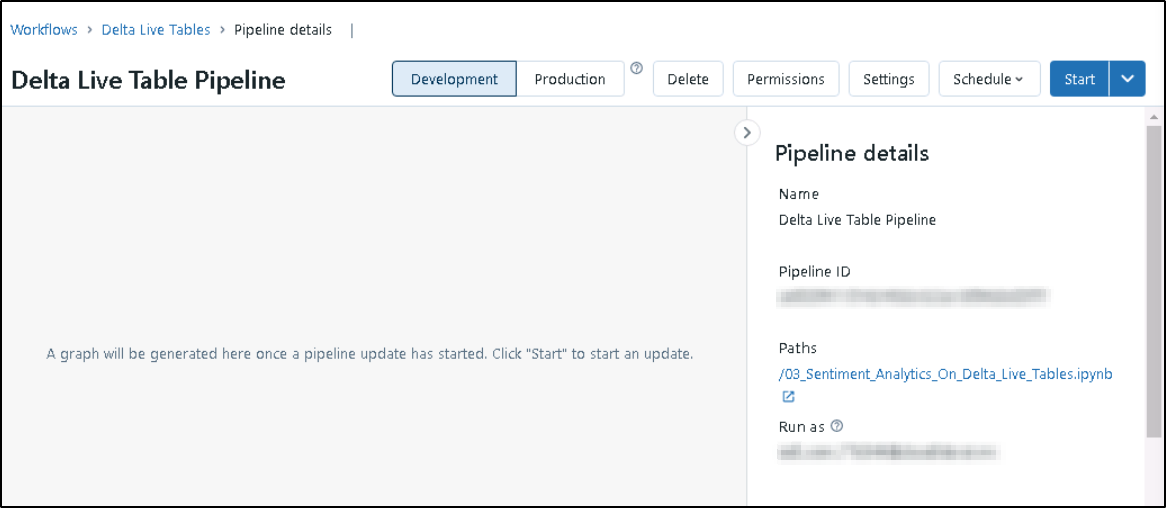 Workflows > Delta Live Tables > Pipeline details |
Delta Live Table Pipeline
Development Production ? Delete Permissions Settings Schedule Start
Pipeline details
Name
Delta Live Table Pipeline
Pipeline ID
A graph will be generated here once a pipeline update has started. Click "Start" to start an update.
Paths
/03_Sentiment_Analytics_On_Delta_Live_Tables.ipynb
Run as ?